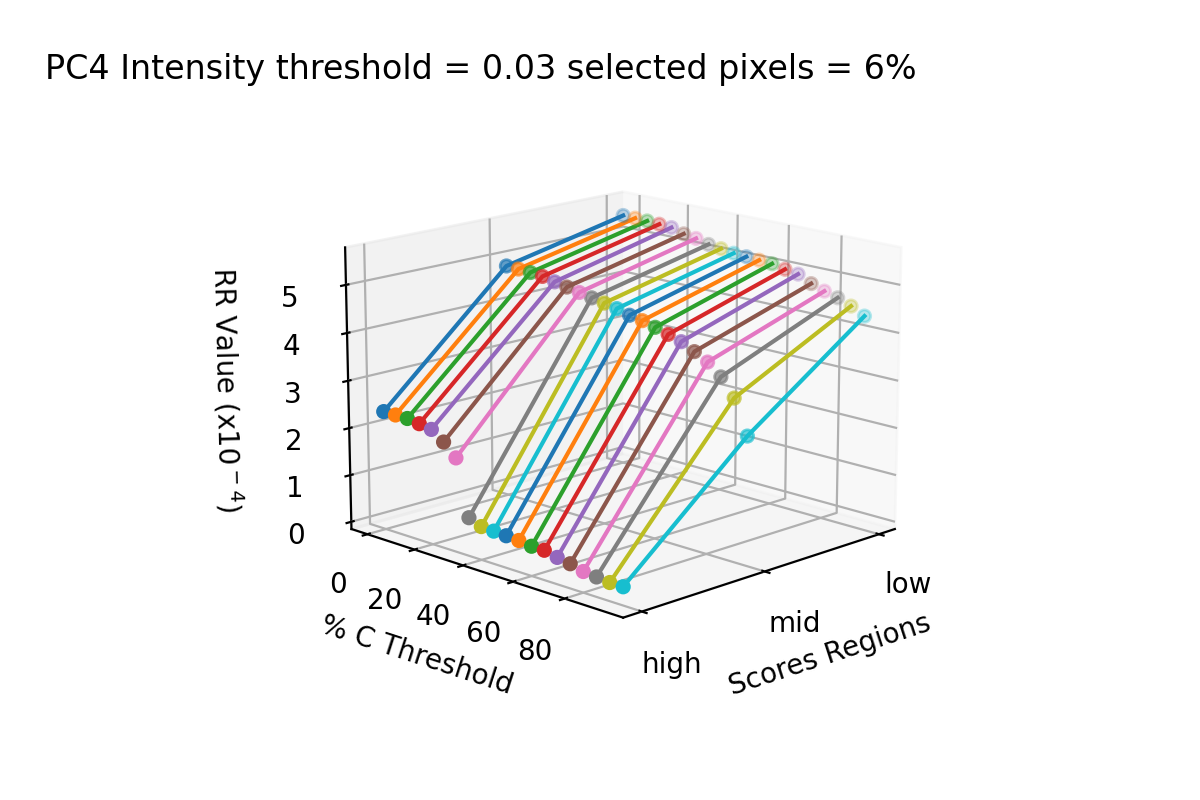 PC4 Intensity threshold = 0.03 selected pixels = 6%
RR Value (x10⁻⁴)
5
4
3
2
1
0
0
20
40
60
80
% C Threshold
high
mid
low
Scores Regions